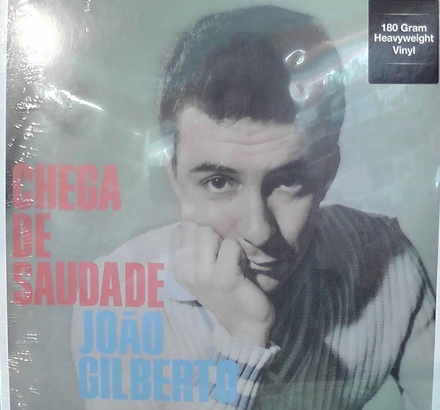 180 Gram
Heavyweight
Vinyl
CHEGA
DE
SAUDADE
JOÃO
GILBERTO